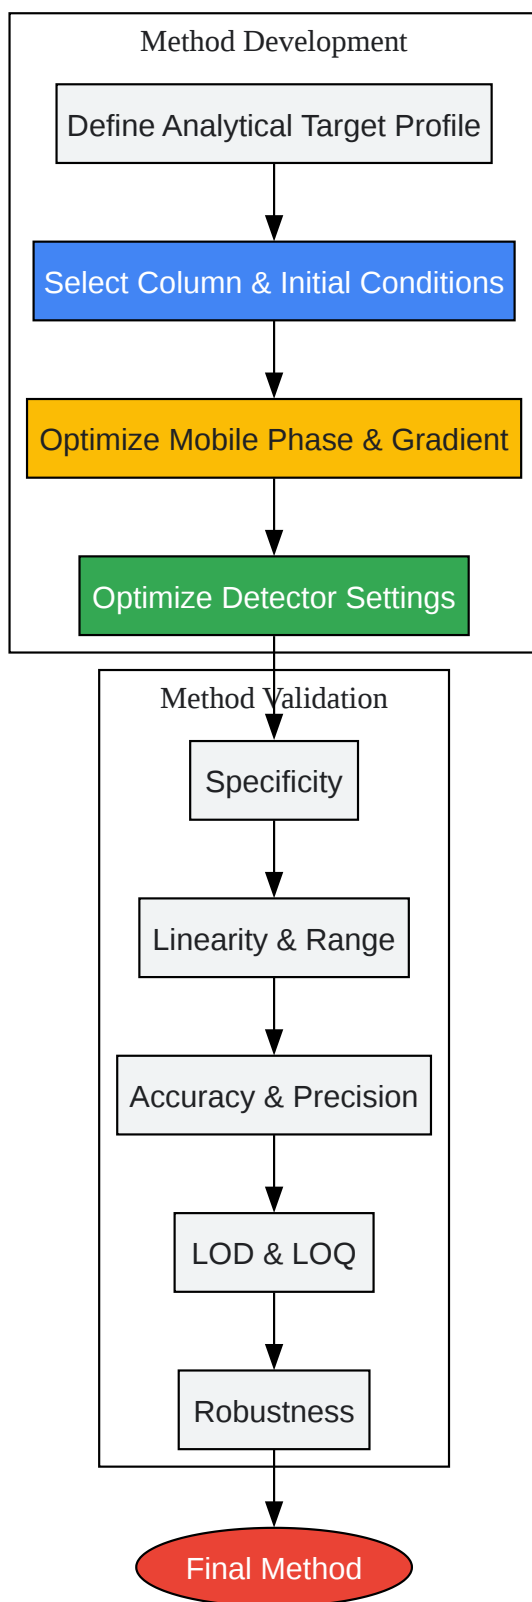 Method Development
Define Analytical Target Profile
Select Column & Initial Conditions
Optimize Mobile Phase & Gradient
Optimize Detector Settings
Method Validation
Specificity
Linearity & Range
Accuracy & Precision
LOD & LOQ
Robustness
Final Method